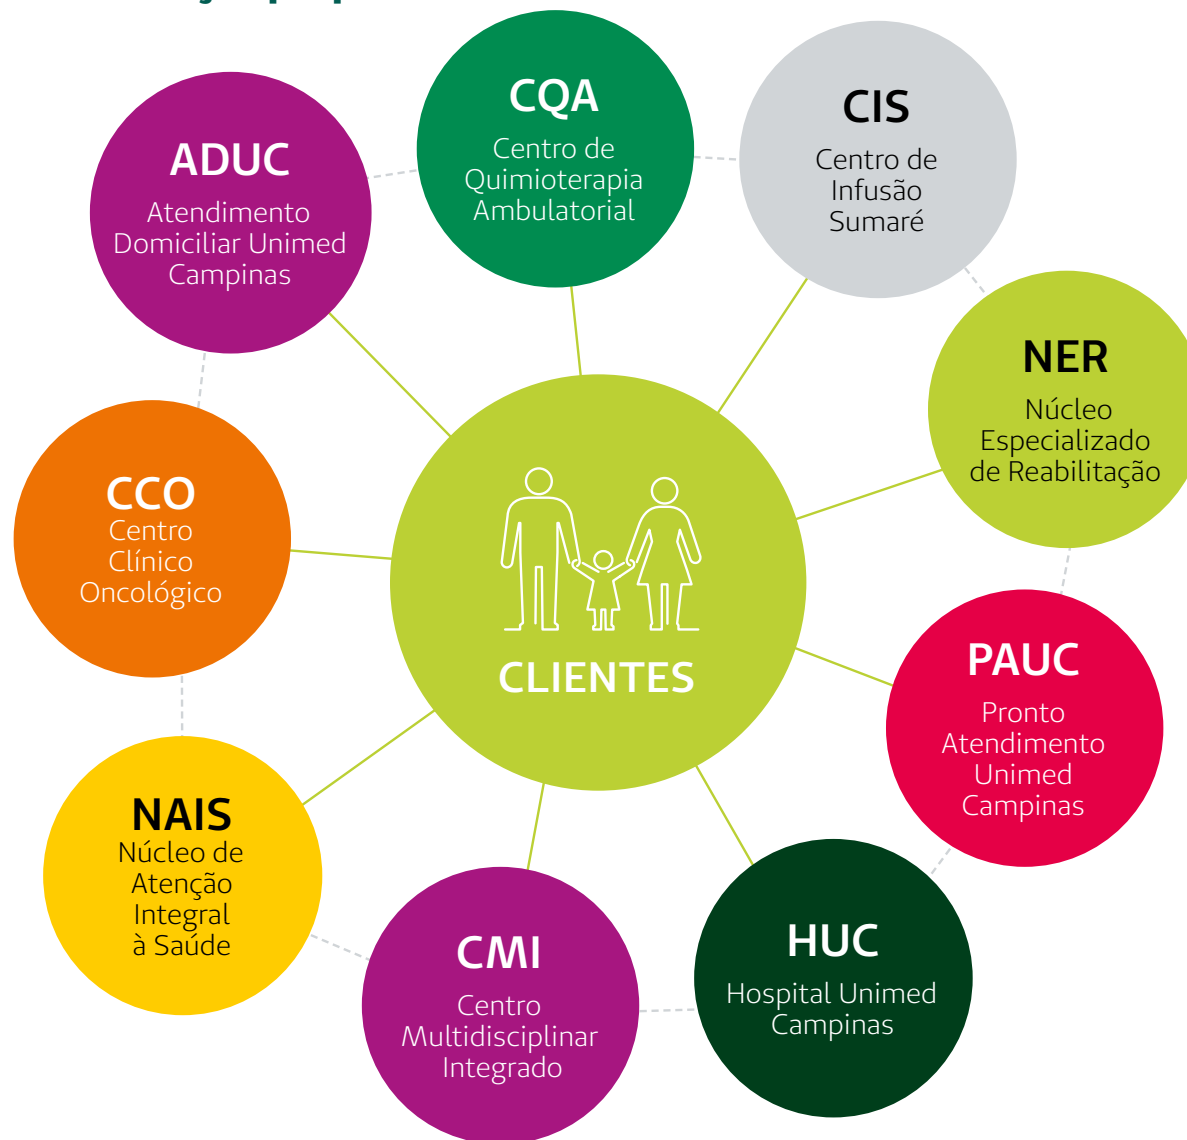 CQA
Centro de
Quimioterapia
Ambulatorial
CIS
Centro de
Infusão
Sumaré
NER
Núcleo
Especializado
de Reabilitação
PAUC
Pronto
Atendimento
Unimed
Campinas
HUC
Hospital Unimed
Campinas
CMI
Centro
Multidisciplinar
Integrado
NAIS
Núcleo de
Atenção
Integral
à Saúde
CCO
Centro
Clínico
Oncológico
ADUC
Atendimento
Domiciliar Unimed
Campinas
CLIENTES